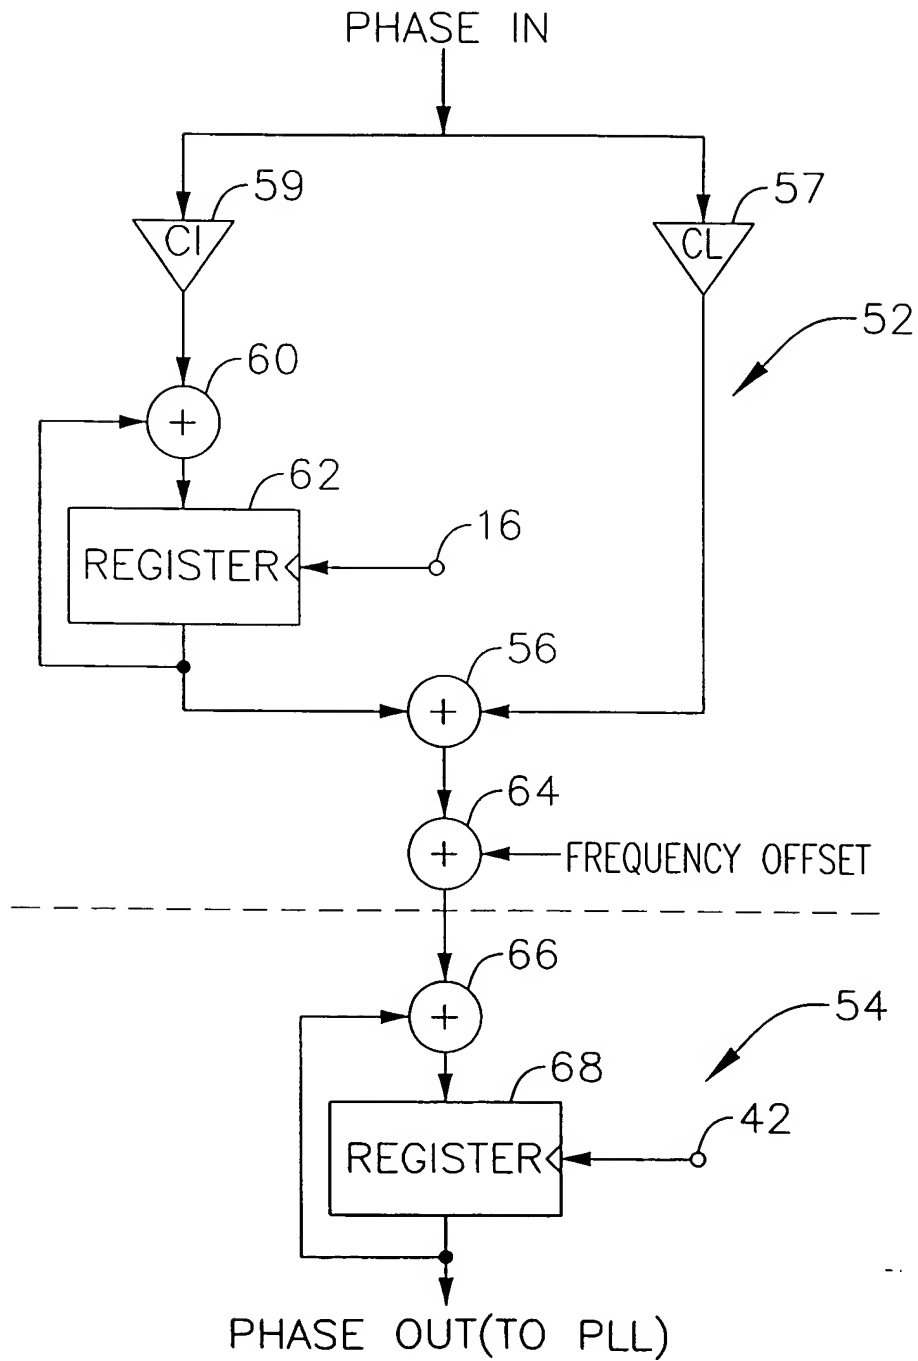 PHASE IN
59
57
CI
CL
52
60
62
REGISTER
16
56
64
FREQUENCY OFFSET
66
54
68
REGISTER
42
PHASE OUT(TO PLL)